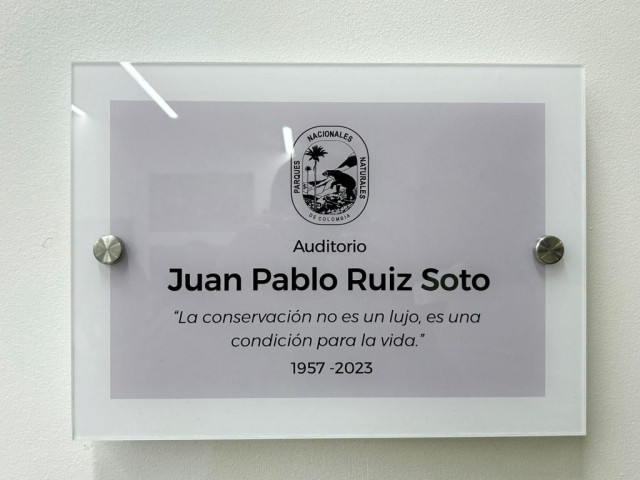 PARQUES NACIONALES NATURALES
DE COLOMBIA
Auditorio
Juan Pablo Ruiz Soto
“La conservación no es un lujo, es una
condición para la vida.”
1957 -2023